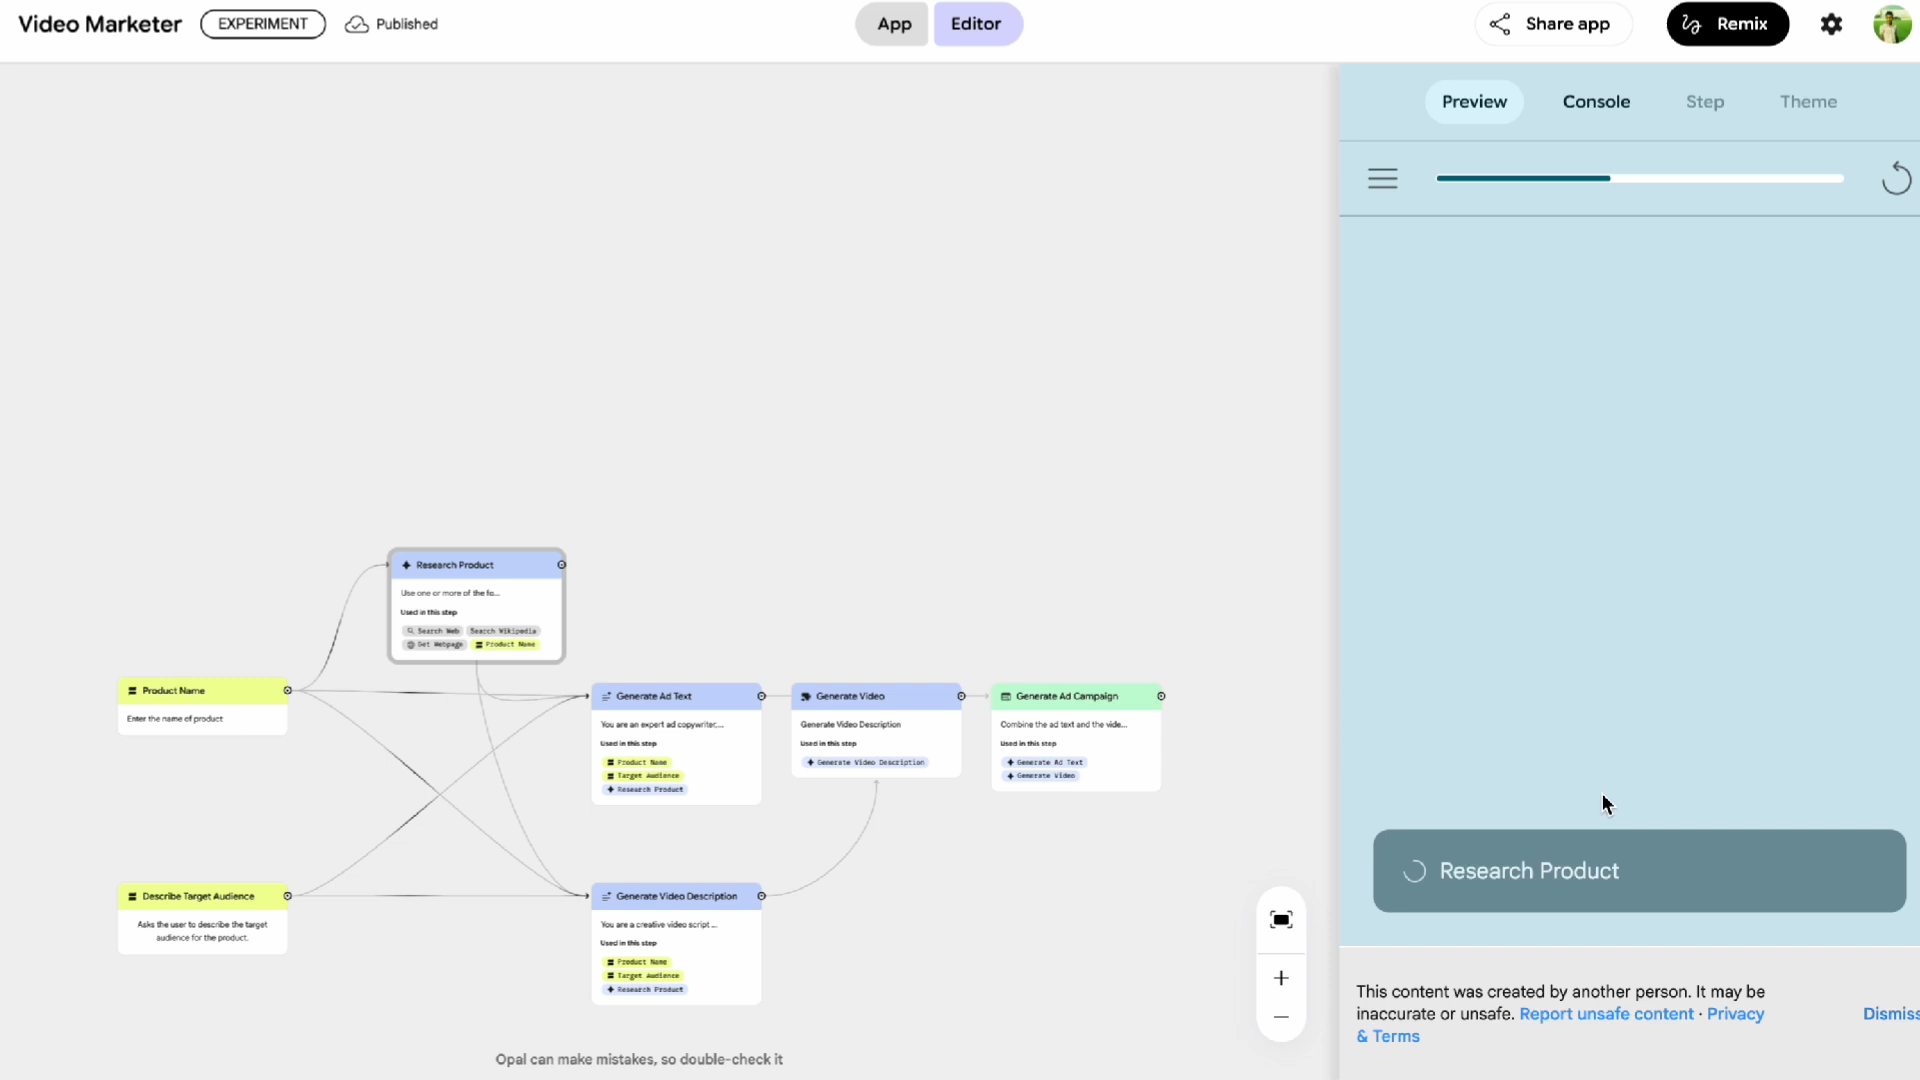 Video Marketer
EXPERIMENT
Published
App
Editor
Share app
Remix
Preview
Console
Step
Theme
Research Product
Use one or more of the fo...
Used in this step
Search Web
Search Wikipedia
Get Webpage
Product Name
Product Name
Enter the name of product
Generate Ad Text
You are an expert ad copywriter,...
Used in this step
Product Name
Target Audience
Research Product
Generate Video
Generate Video Description
Used in this step
Generate Video Description
Generate Ad Campaign
Combine the ad text and the vide...
Used in this step
Generate Ad Text
Generate Video
Describe Target Audience
Asks the user to describe the target
audience for the product.
Generate Video Description
You are a creative video script ...
Used in this step
Product Name
Target Audience
Research Product
Research Product
This content was created by another person. It may be
inaccurate or unsafe. Report unsafe content · Privacy
& Terms
Dismiss
Opal can make mistakes, so double-check it